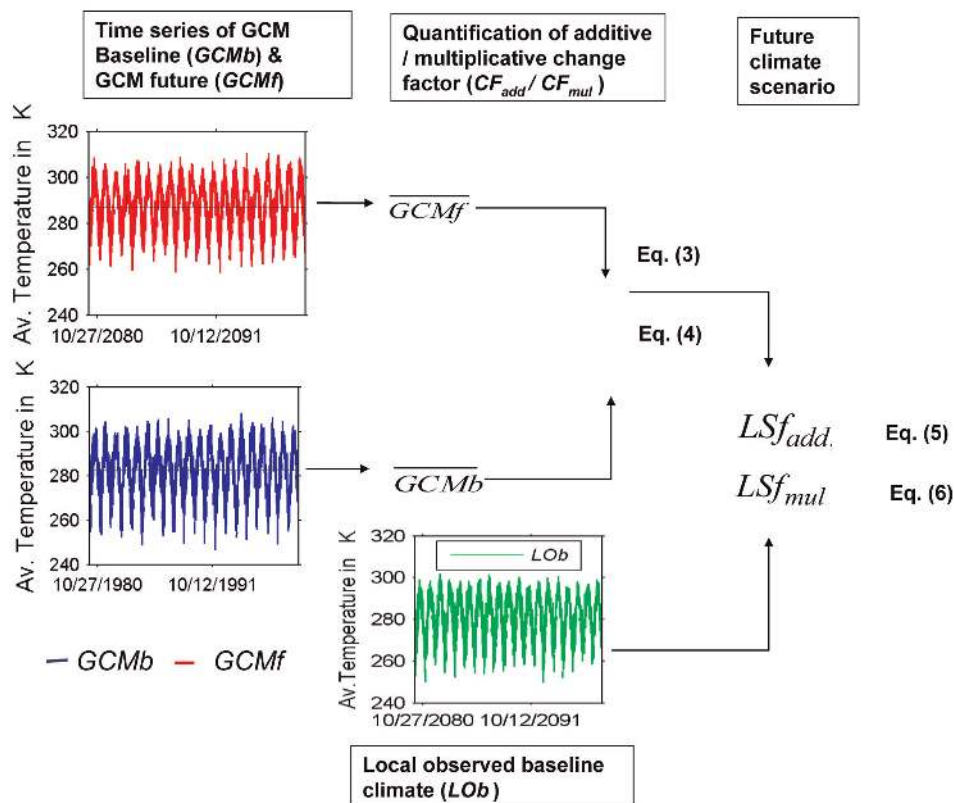 Time series of GCM
Baseline (GCMb) &
GCM future (GCMf)
Quantification of additive
/ multiplicative change
factor (CFadd / CFmul )
Future
climate
scenario
Av. Temperature in K
320
300
280
260
240
10/27/2080 10/12/2091
GCMf
Eq. (3)
Eq. (4)
Av. Temperature in K
320
300
280
260
240
10/27/1980 10/12/1991
GCMb
LSfadd.
Eq. (5)
LSfmul
Eq. (6)
Av.Temperature in K
320
300
280
260
240
LOb
10/27/2080 10/12/2091
GCMb GCMf
Local observed baseline
climate (LOb)